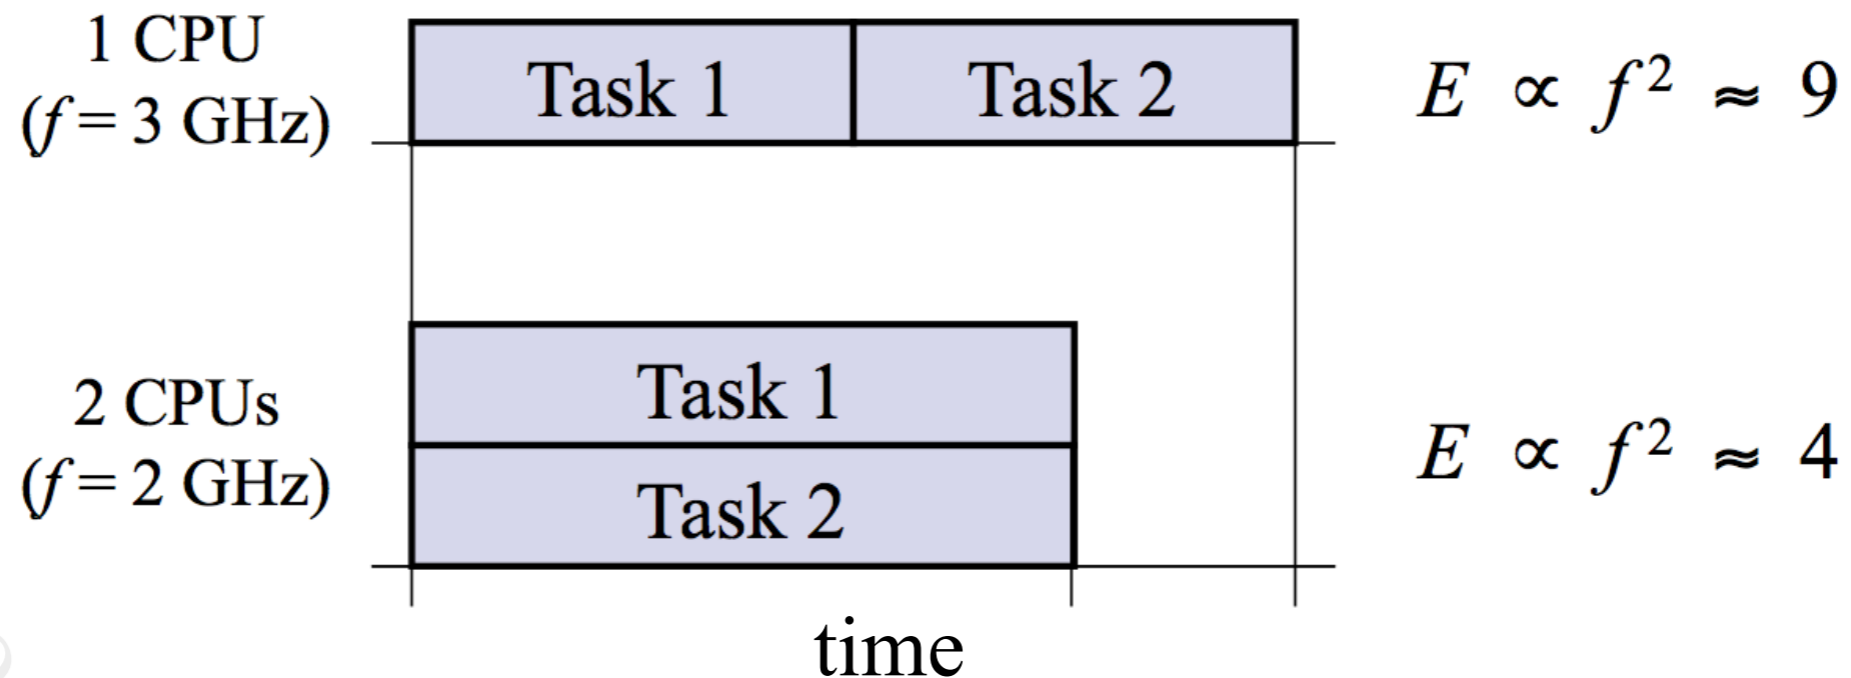 1 CPU
(f = 3 GHz)
Task 1
Task 2
E ∝ f² ≈ 9
2 CPUs
(f = 2 GHz)
Task 1
Task 2
E ∝ f² ≈ 4
time